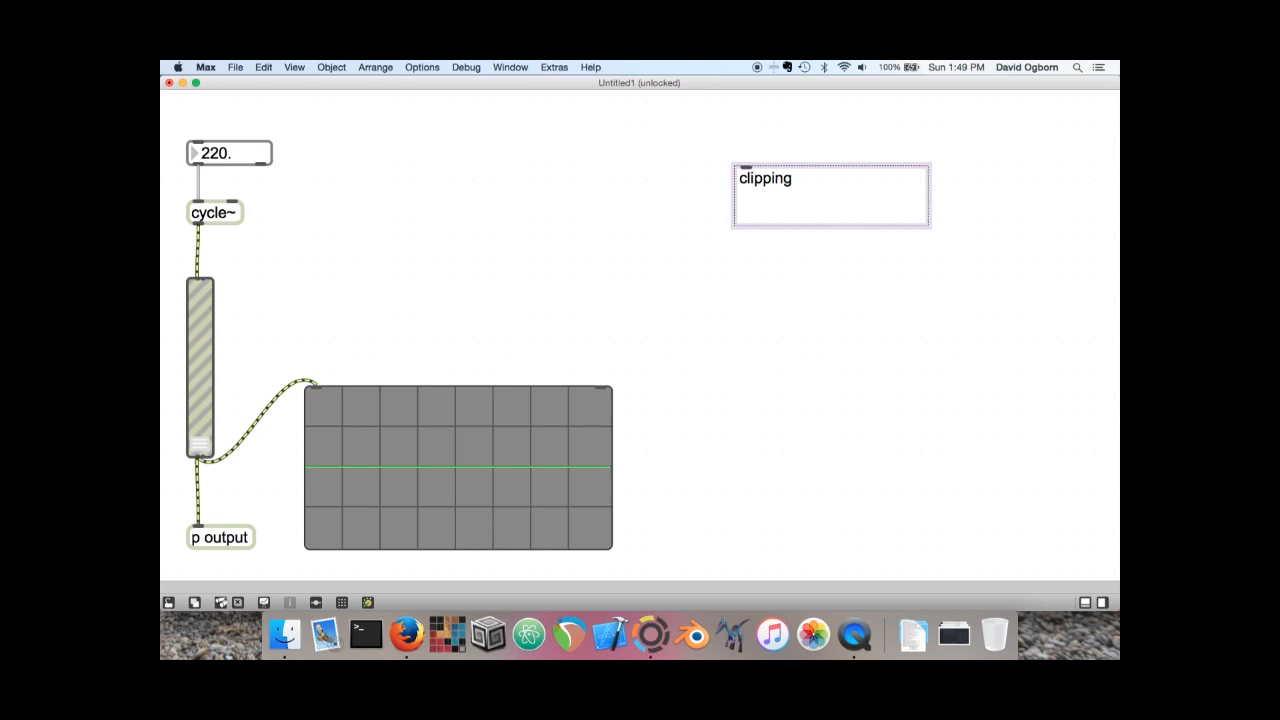 Max File Edit View Object Arrange Options Debug Window Extras Help 100% Sun 1:49 PM David Ogborn
Untitled1 (unlocked)
220.
clipping
cycle~
p output